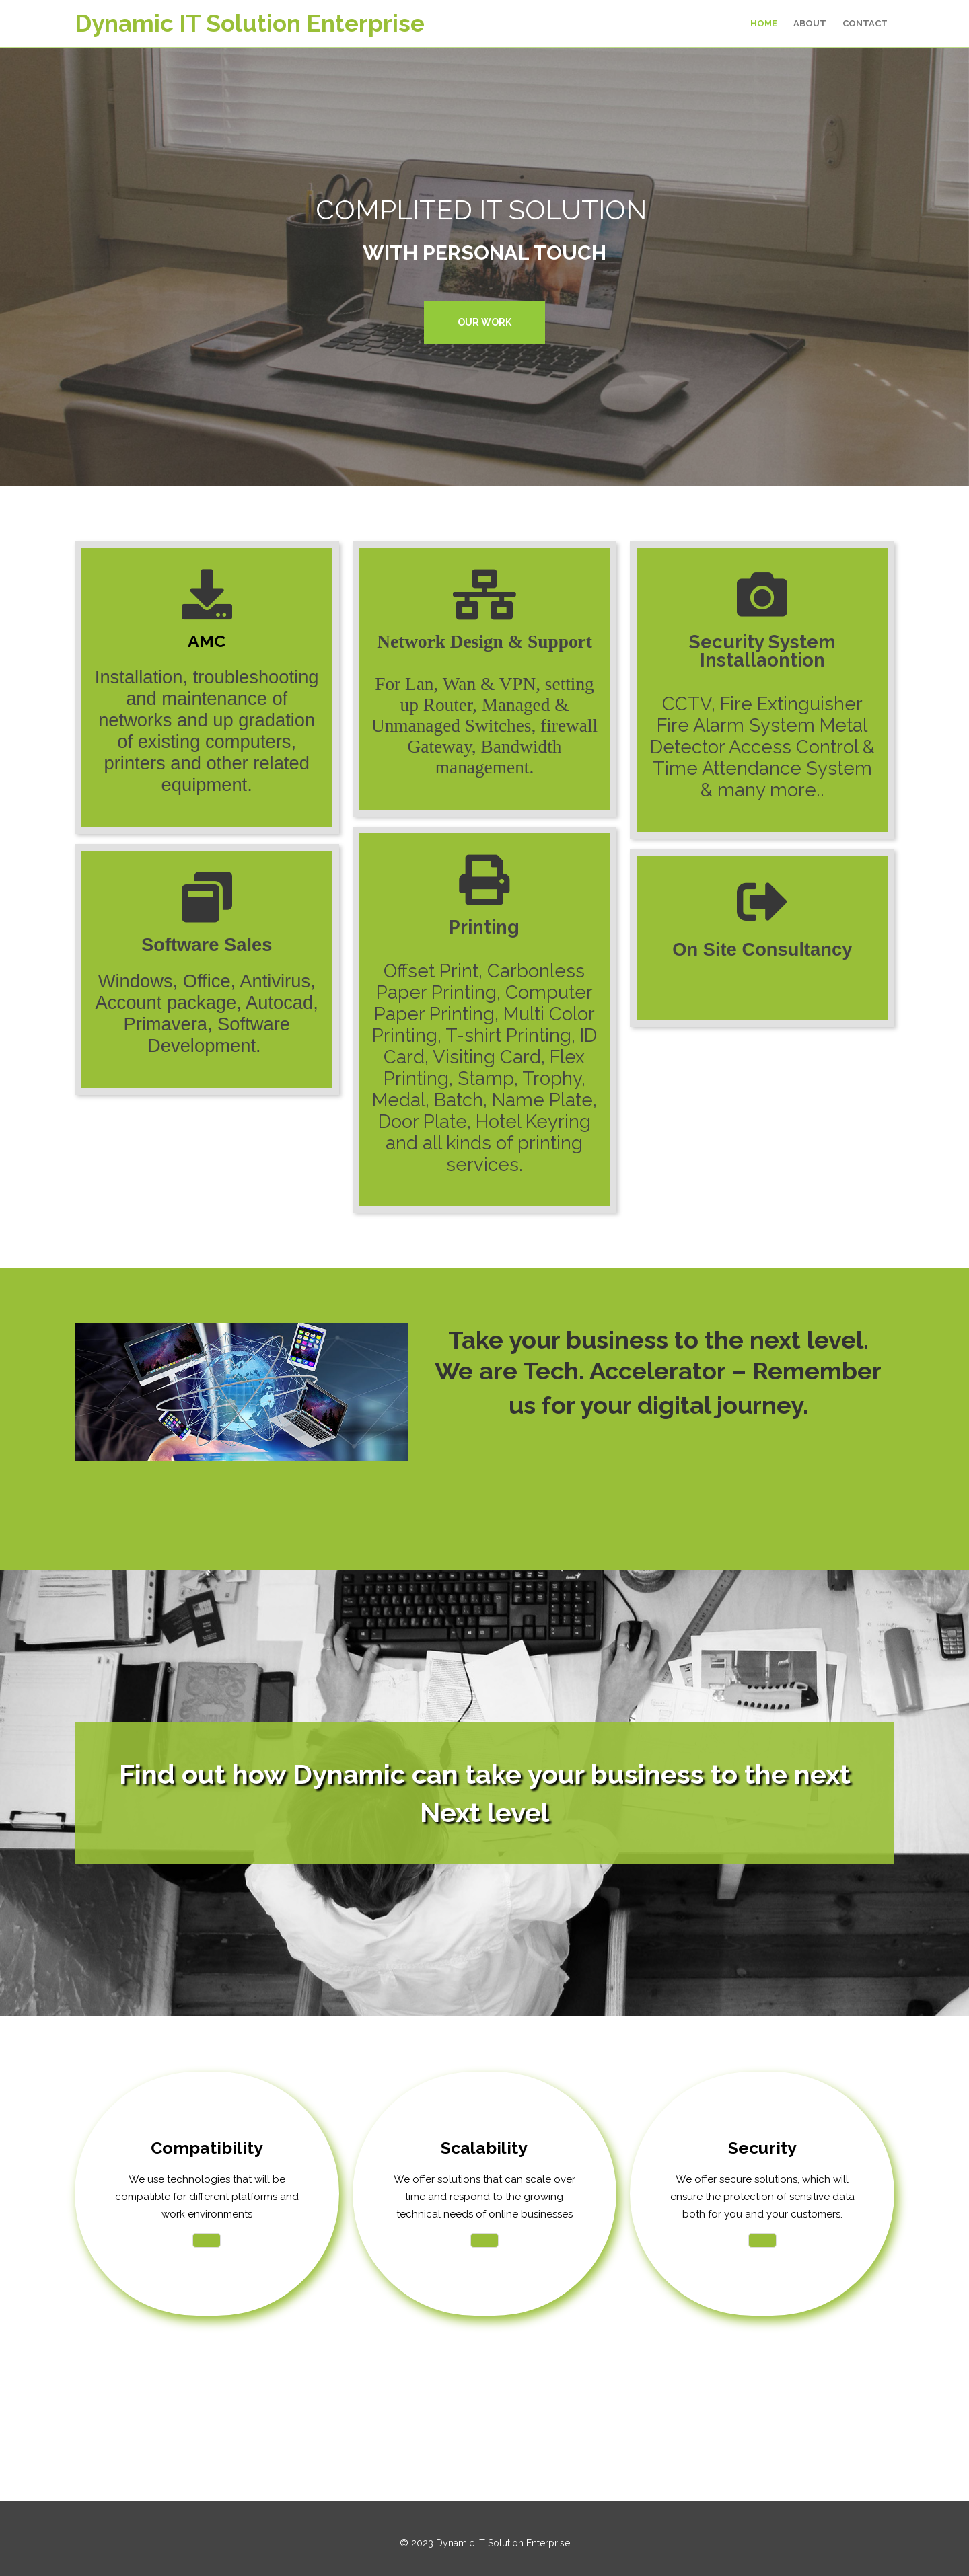 Dynamic IT Solution Enterprise
HOME ABOUT CONTACT
COMPLITED IT SOLUTION
WITH PERSONAL TOUCH
OUR WORK
AMC
Installation, troubleshooting
and maintenance of
networks and up gradation
of existing computers,
printers and other related
equipment.
Software Sales
Windows, Office, Antivirus,
Account package, Autocad,
Primavera, Software
Development.
Network Design & Support
For Lan, Wan & VPN, setting
up Router, Managed &
Unmanaged Switches, firewall
Gateway, Bandwidth
management.
Printing
Offset Print, Carbonless
Paper Printing, Computer
Paper Printing, Multi Color
Printing, T-shirt Printing, ID
Card, Visiting Card, Flex
Printing, Stamp, Trophy,
Medal, Batch, Name Plate,
Door Plate, Hotel Keyring
and all kinds of printing
services.
Security System
Installaontion
CCTV, Fire Extinguisher
Fire Alarm System Metal
Detector Access Control &
Time Attendance System
& many more..
On Site Consultancy
Take your business to the next level.
We are Tech. Accelerator – Remember
us for your digital journey.
Find out how Dynamic can take your business to the next
Next level
Compatibility
We use technologies that will be
compatible for different platforms and
work environments
Scalability
We offer solutions that can scale over
time and respond to the growing
technical needs of online businesses
Security
We offer secure solutions, which will
ensure the protection of sensitive data
both for you and your customers.
© 2023 Dynamic IT Solution Enterprise